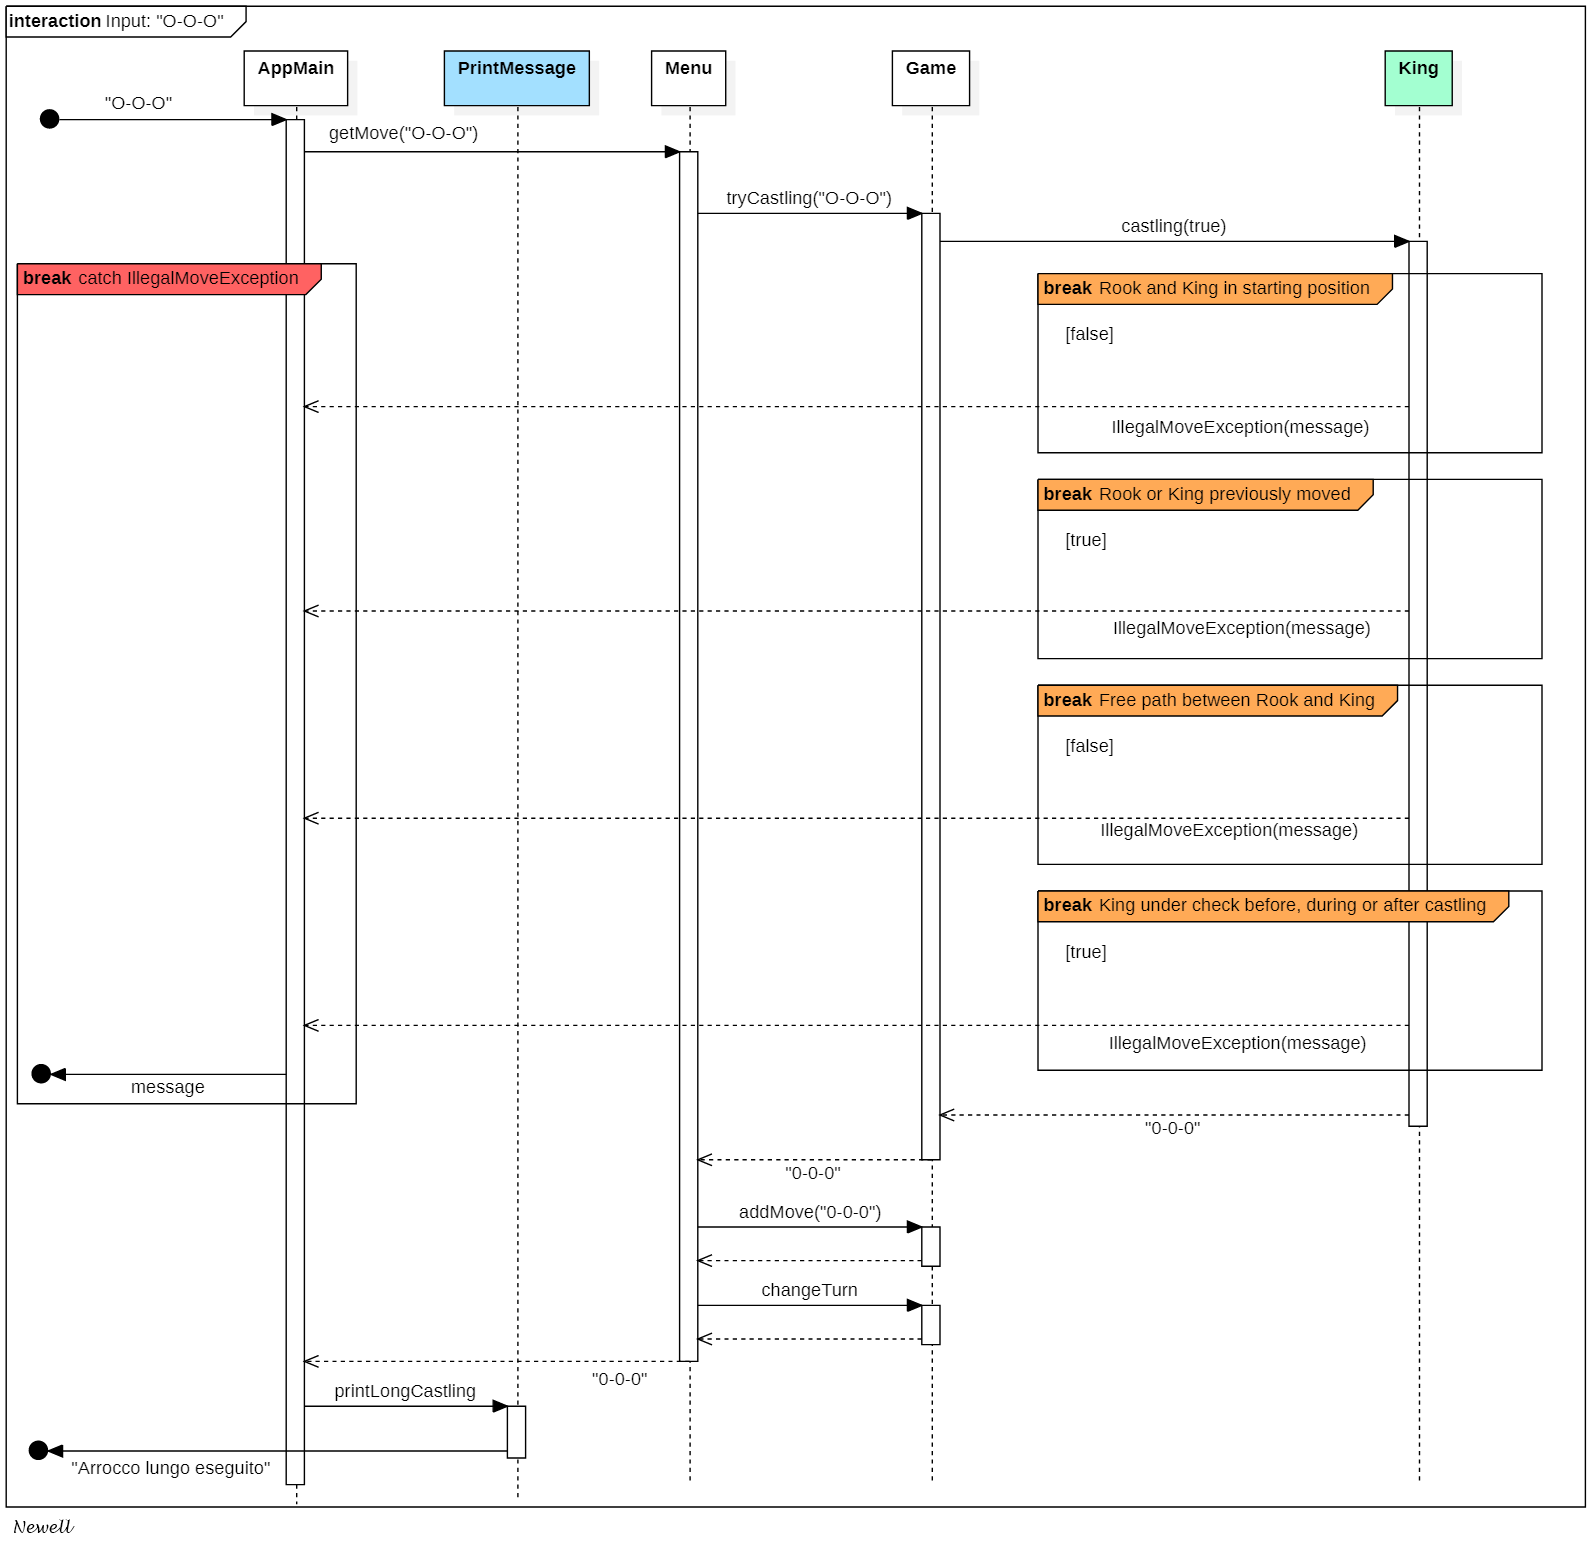 interaction Input: "O-O-O"
AppMain
PrintMessage
Menu
Game
King
"O-O-O"
getMove("O-O-O")
tryCastling("O-O-O")
castling(true)
break catch IllegalMoveException
break Rook and King in starting position
[false]
IllegalMoveException(message)
break Rook or King previously moved
[true]
IllegalMoveException(message)
break Free path between Rook and King
[false]
IllegalMoveException(message)
break King under check before, during or after castling
[true]
IllegalMoveException(message)
message
"0-0-0"
"0-0-0"
addMove("0-0-0")
changeTurn
"0-0-0"
printLongCastling
"Arrocco lungo eseguito"
Newell